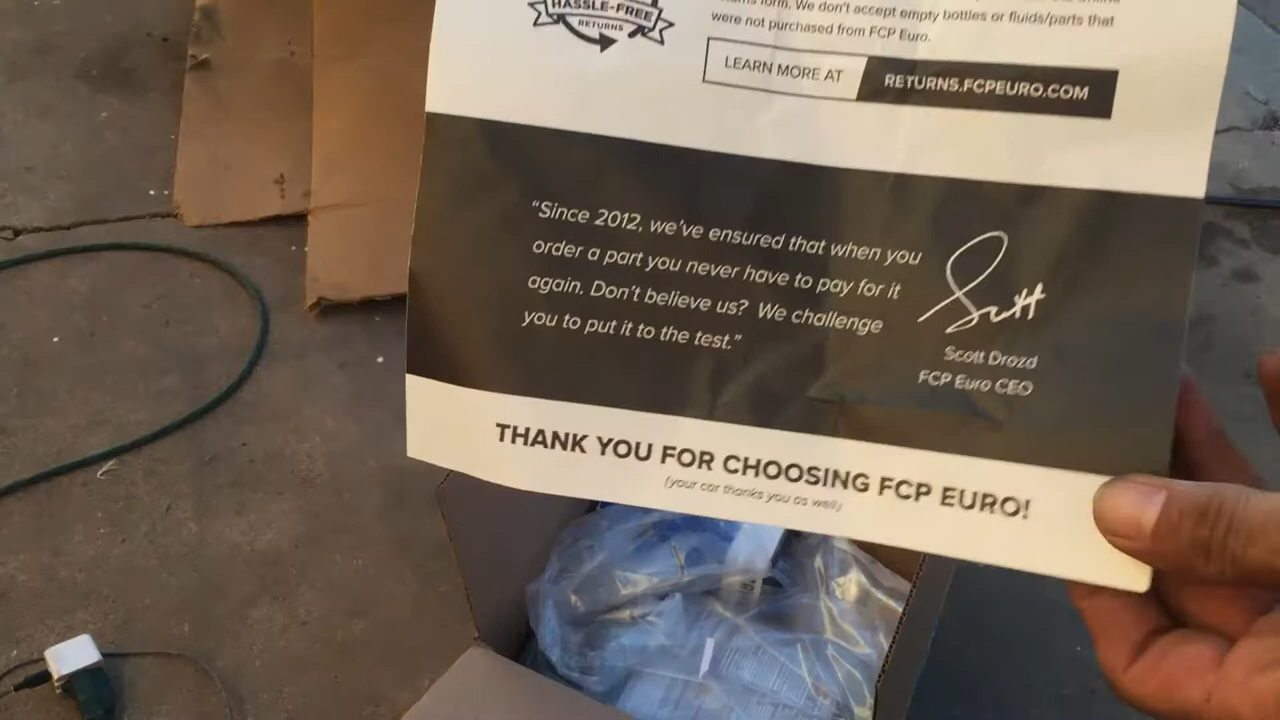 HASSLE-FREE
RETURNS
form. We don't accept empty bottles or fluids/parts that
were not purchased from FCP Euro.
LEARN MORE AT RETURNS.FCPEURO.COM
"Since 2012, we've ensured that when you
order a part you never have to pay for it
again. Don't believe us? We challenge
you to put it to the test."
Scott
Scott Drozd
FCP Euro CEO
THANK YOU FOR CHOOSING FCP EURO!
(your car thanks you as well)